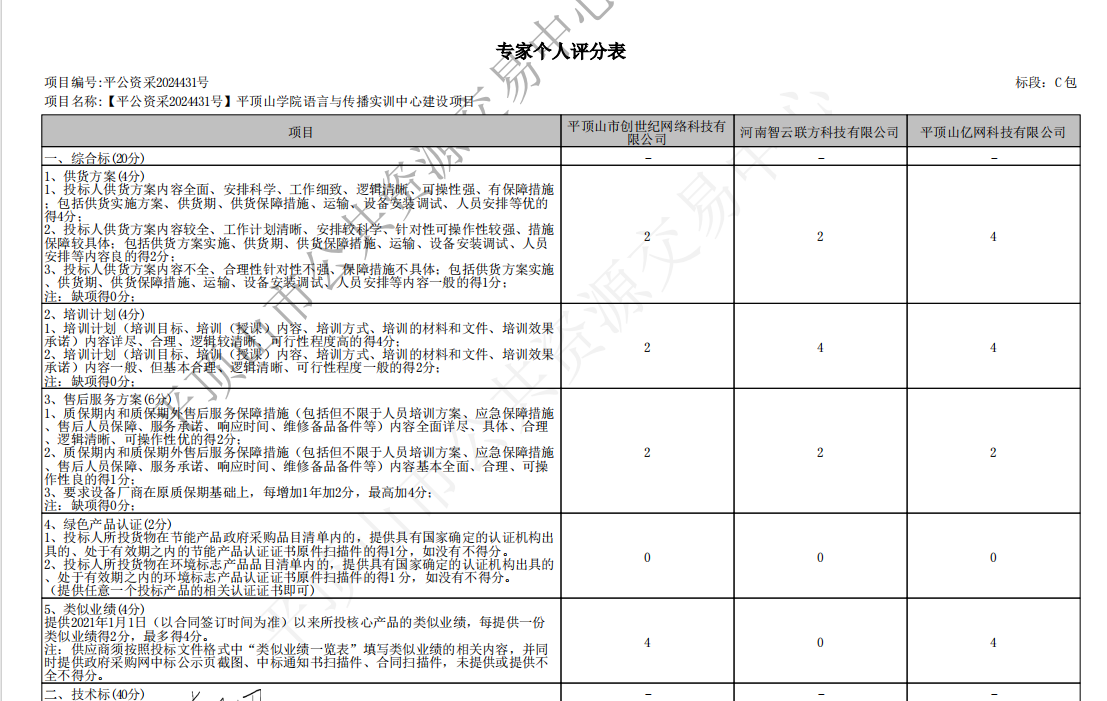 专家个人评分表
项目编号:平公资采2024431号
标段: C包
项目名称:【平公资采2024431号】平顶山学院语言与传播实训中心建设项目
项目
平顶山市创世纪网络科技有
限公司
河南智云联方科技有限公司
平顶山亿网科技有限公司
一、综合标(20分)
—
—
—
1、供货方案(4分)
1、投标人供货方案内容全面、安排科学、工作细致、逻辑清晰、可操性强、有保障措施
;包括供货实施方案、供货期、供货保障措施、运输、设备安装调试、人员安排等优的
得4分;
2、投标人供货方案内容较全、工作计划清晰、安排较科学、针对性可操作性较强、措施
保障较具体;包括供货方案实施、供货期、供货保障措施、运输、设备安装调试、人员
安排等内容良的得2分;
3、投标人供货方案内容不全、合理性针对性不强、保障措施不具体;包括供货方案实施
、供货期、供货保障措施、运输、设备安装调试、人员安排等内容一般的得1分;
注: 缺项得0分;
2
2
4
2、培训计划(4分)
1、培训计划（培训目标、培训（授课）内容、培训方式、培训的材料和文件、培训效果
承诺）内容详尽、合理、逻辑较清晰、可行性程度高的得4分;
2、培训计划（培训目标、培训（授课）内容、培训方式、培训的材料和文件、培训效果
承诺）内容一般、但基本合理、逻辑清晰、可行性程度一般的得2分;
注: 缺项得0分;
2
4
4
3、售后服务方案(6分)
1、质保期内和质保期外售后服务保障措施（包括但不限于人员培训方案、应急保障措施
、售后人员保障、服务承诺、响应时间、维修备品备件等）内容全面详尽、具体、合理
、逻辑清晰、可操作性优的得2分;
2、质保期内和质保期外售后服务保障措施（包括但不限于人员培训方案、应急保障措施
、售后人员保障、服务承诺、响应时间、维修备品备件等）内容基本全面、合理、可操
作性良的得1分;
3、要求设备厂商在原质保期基础上, 每增加1年加2分, 最高加4分;
注: 缺项得0分;
2
2
2
4、绿色产品认证(2分)
1、投标人所投货物在节能产品政府采购品目清单内的, 提供具有国家确定的认证机构出
具的、处于有效期之内的节能产品认证证书原件扫描件的得1分, 如没有不得分。
2、投标人所投货物在环境标志产品品目清单内的, 提供具有国家确定的认证机构出具的
、处于有效期之内的环境标志产品认证证书原件扫描件的得1 分, 如没有不得分。
（提供任意一个投标产品的相关认证证书即可）
0
0
0
5、类似业绩(4分)
提供2021年1月1日（以合同签订时间为准）以来所投核心产品的类似业绩, 每提供一份
类似业绩得2分, 最多得4分。
注: 供应商须按照投标文件格式中“类似业绩一览表”填写类似业绩的相关内容, 并同
时提供政府采购网中标公示页截图、中标通知书扫描件、合同扫描件, 未提供或提供不
全不得分。
4
0
4
二、技术标(40分)
—
—
—
平顶山市公共资源交易中心
平顶山市公共资源交易中心